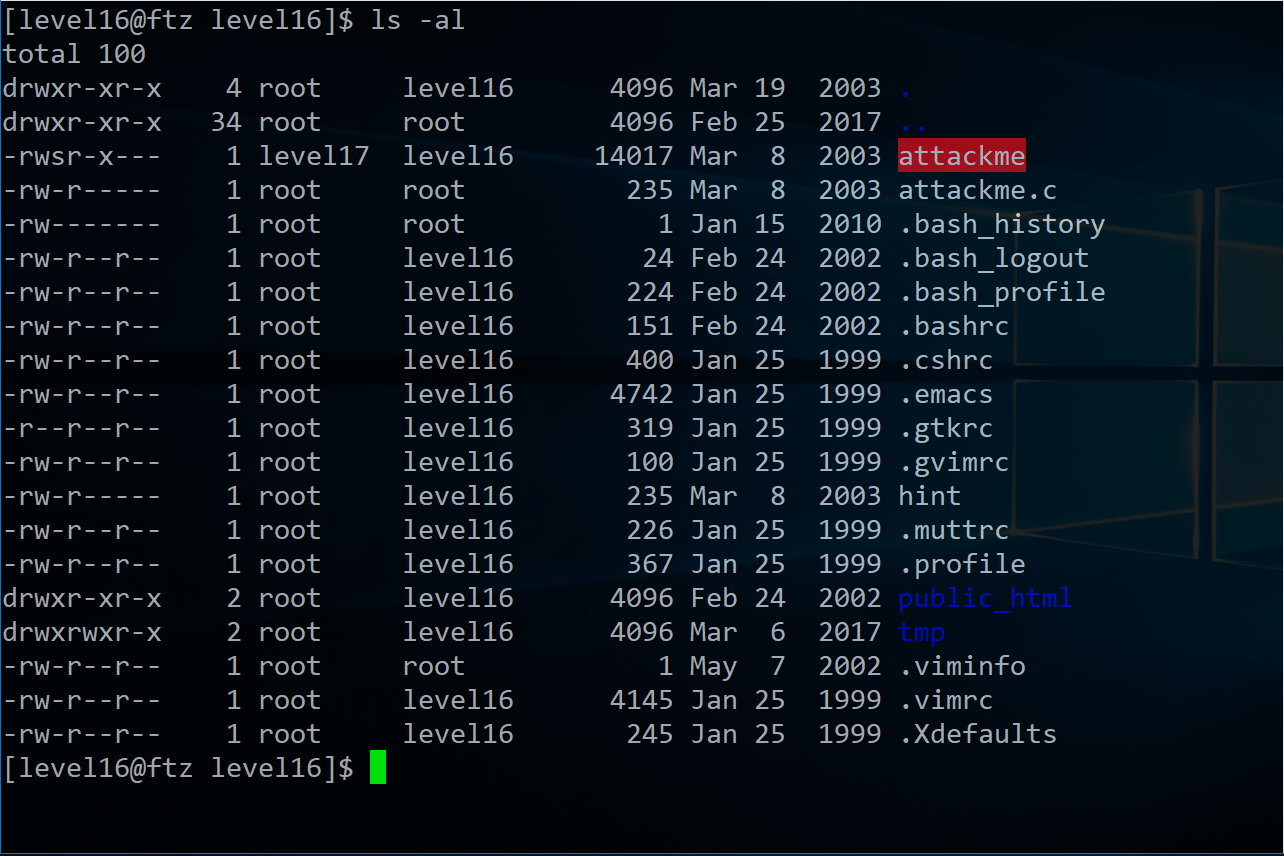 [level16@ftz level16]$ ls -al
total 100
drwxr-xr-x    4 root     level16      4096 Mar 19  2003 .
drwxr-xr-x   34 root     root         4096 Feb 25  2017 ..
-rwsr-x---    1 level17  level16     14017 Mar  8  2003 attackme
-rw-r-----    1 root     root          235 Mar  8  2003 attackme.c
-rw-------    1 root     root            1 Jan 15  2010 .bash_history
-rw-r--r--    1 root     level16        24 Feb 24  2002 .bash_logout
-rw-r--r--    1 root     level16       224 Feb 24  2002 .bash_profile
-rw-r--r--    1 root     level16       151 Feb 24  2002 .bashrc
-rw-r--r--    1 root     level16       400 Jan 25  1999 .cshrc
-rw-r--r--    1 root     level16      4742 Jan 25  1999 .emacs
-r--r--r--    1 root     level16       319 Jan 25  1999 .gtkrc
-rw-r--r--    1 root     level16       100 Jan 25  1999 .gvimrc
-rw-r-----    1 root     level16       235 Mar  8  2003 hint
-rw-r--r--    1 root     level16       226 Jan 25  1999 .muttrc
-rw-r--r--    1 root     level16       367 Jan 25  1999 .profile
drwxr-xr-x    2 root     level16      4096 Feb 24  2002 public_html
drwxrwxr-x    2 root     level16      4096 Mar  6  2017 tmp
-rw-r--r--    1 root     root            1 May  7  2002 .viminfo
-rw-r--r--    1 root     level16      4145 Jan 25  1999 .vimrc
-rw-r--r--    1 root     level16       245 Jan 25  1999 .Xdefaults
[level16@ftz level16]$